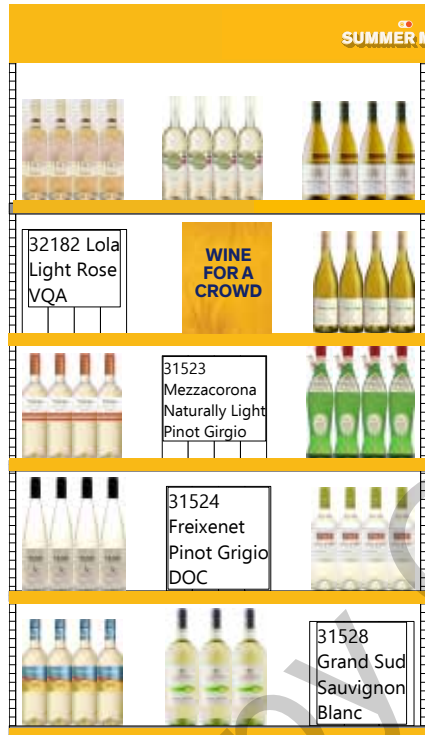 SUMMER
32182 Lola
Light Rose
VQA
WINE
FOR A
CROWD
31523
Mezzacorona
Naturally Light
Pinot Girgio
31524
Freixenet
Pinot Grigio
DOC
31528
Grand Sud
Sauvignon
Blanc